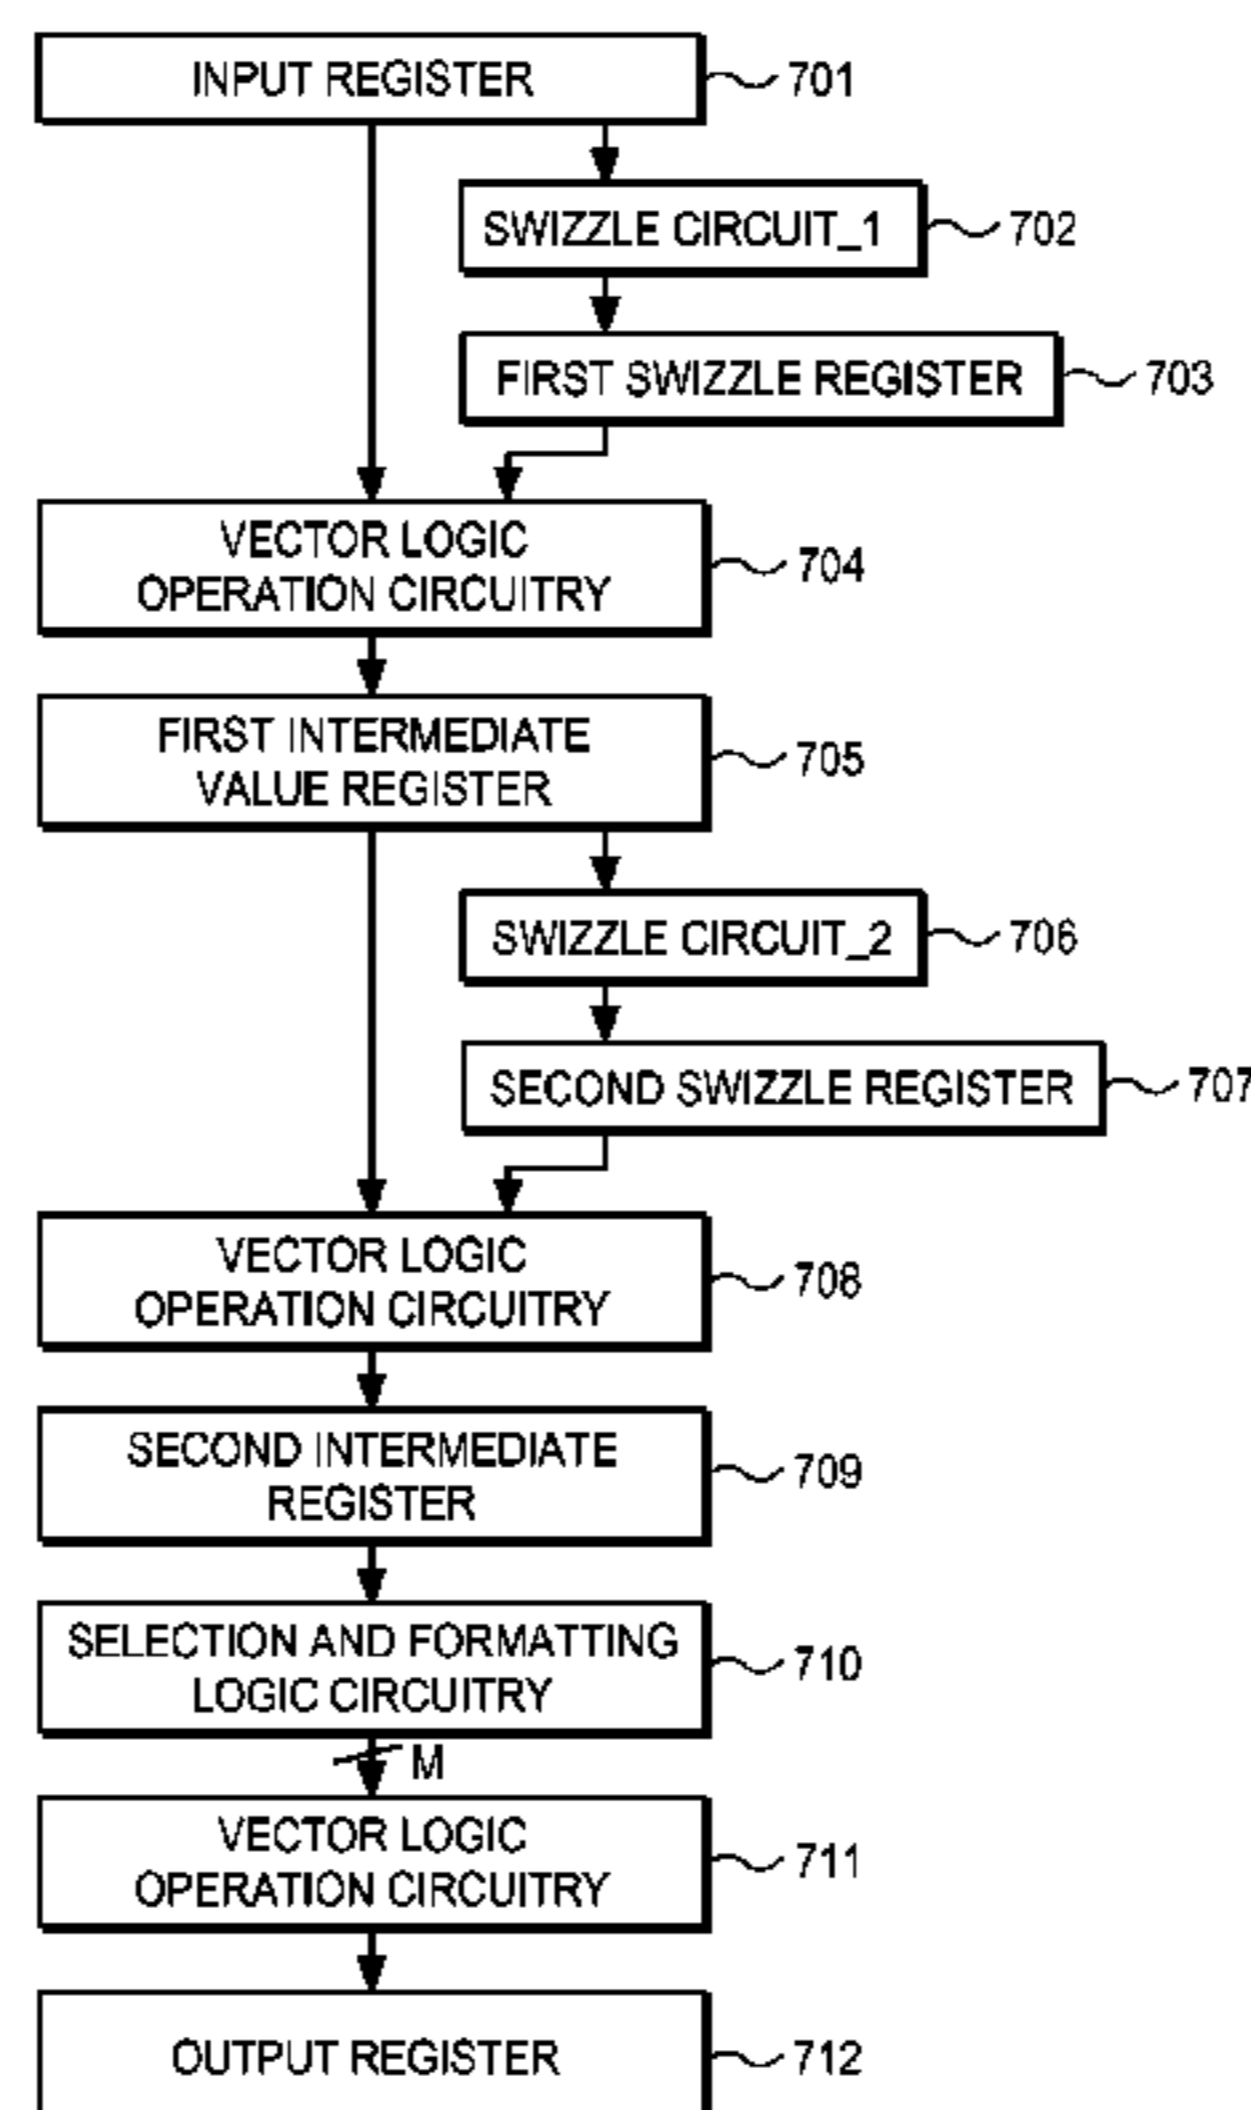 INPUT REGISTER
701
SWIZZLE CIRCUIT_1
702
FIRST SWIZZLE REGISTER
703
VECTOR LOGIC
OPERATION CIRCUITRY
704
FIRST INTERMEDIATE
VALUE REGISTER
705
SWIZZLE CIRCUIT_2
706
SECOND SWIZZLE REGISTER
707
VECTOR LOGIC
OPERATION CIRCUITRY
708
SECOND INTERMEDIATE
REGISTER
709
SELECTION AND FORMATTING
LOGIC CIRCUITRY
710
M
VECTOR LOGIC
OPERATION CIRCUITRY
711
OUTPUT REGISTER
712